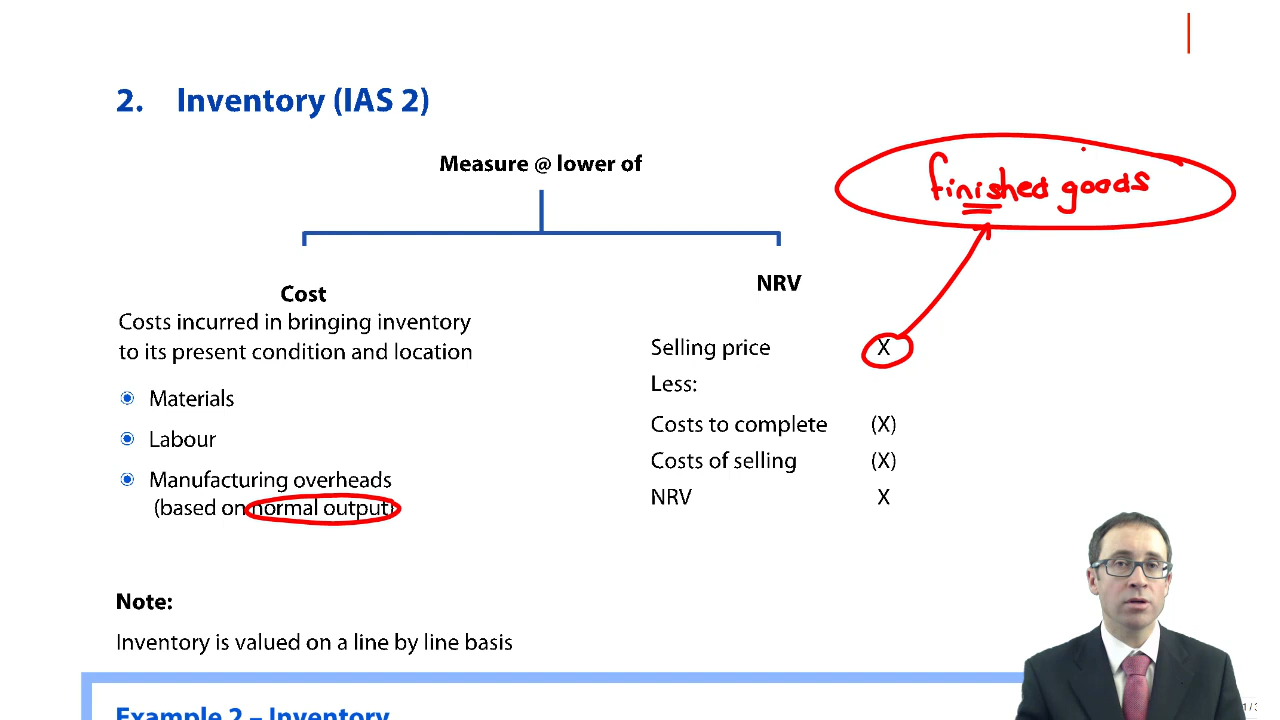 2. Inventory (IAS 2)
Measure @ lower of
finished goods
Cost
Costs incurred in bringing inventory
to its present condition and location
Materials
Labour
Manufacturing overheads
(based on normal output)
NRV
Selling price X
Less:
Costs to complete (X)
Costs of selling (X)
NRV X
Note:
Inventory is valued on a line by line basis
Example 2 – Inventory